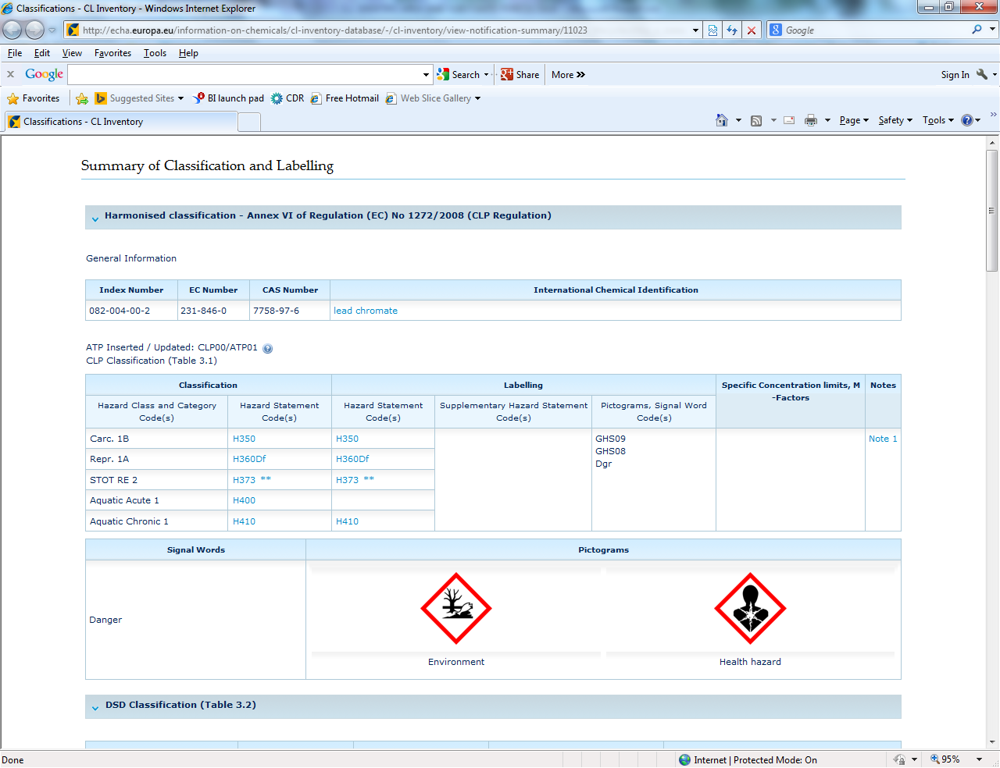 Classifications - CL Inventory - Windows Internet Explorer
http://echa.europa.eu/information-on-chemicals/cl-inventory-database/-/cl-inventory/view-notification-summary/11023
Google
File Edit View Favorites Tools Help
x Google Search Share More » Sign In
Favorites Suggested Sites BI launch pad CDR Free Hotmail Web Slice Gallery
Classifications - CL Inventory
Page Safety Tools »
Summary of Classification and Labelling
Harmonised classification - Annex VI of Regulation (EC) No 1272/2008 (CLP Regulation)
General Information
Index Number EC Number CAS Number International Chemical Identification
082-004-00-2 231-846-0 7758-97-6 lead chromate
ATP Inserted / Updated: CLP00/ATP01
CLP Classification (Table 3.1)
Classification Labelling Specific Concentration limits, M Notes
-Factors
Hazard Class and Category Hazard Statement Hazard Statement Supplementary Hazard Statement Pictograms, Signal Word
Code(s) Code(s) Code(s) Code(s) Code(s)
Carc. 1B H350 H350 GHS09 Note 1
GHS08
Repr. 1A H360Df H360Df Dgr
STOT RE 2 H373 ** H373 **
Aquatic Acute 1 H400
Aquatic Chronic 1 H410 H410
Signal Words Pictograms
Danger
Environment Health hazard
DSD Classification (Table 3.2)
Done Internet | Protected Mode: On 95%